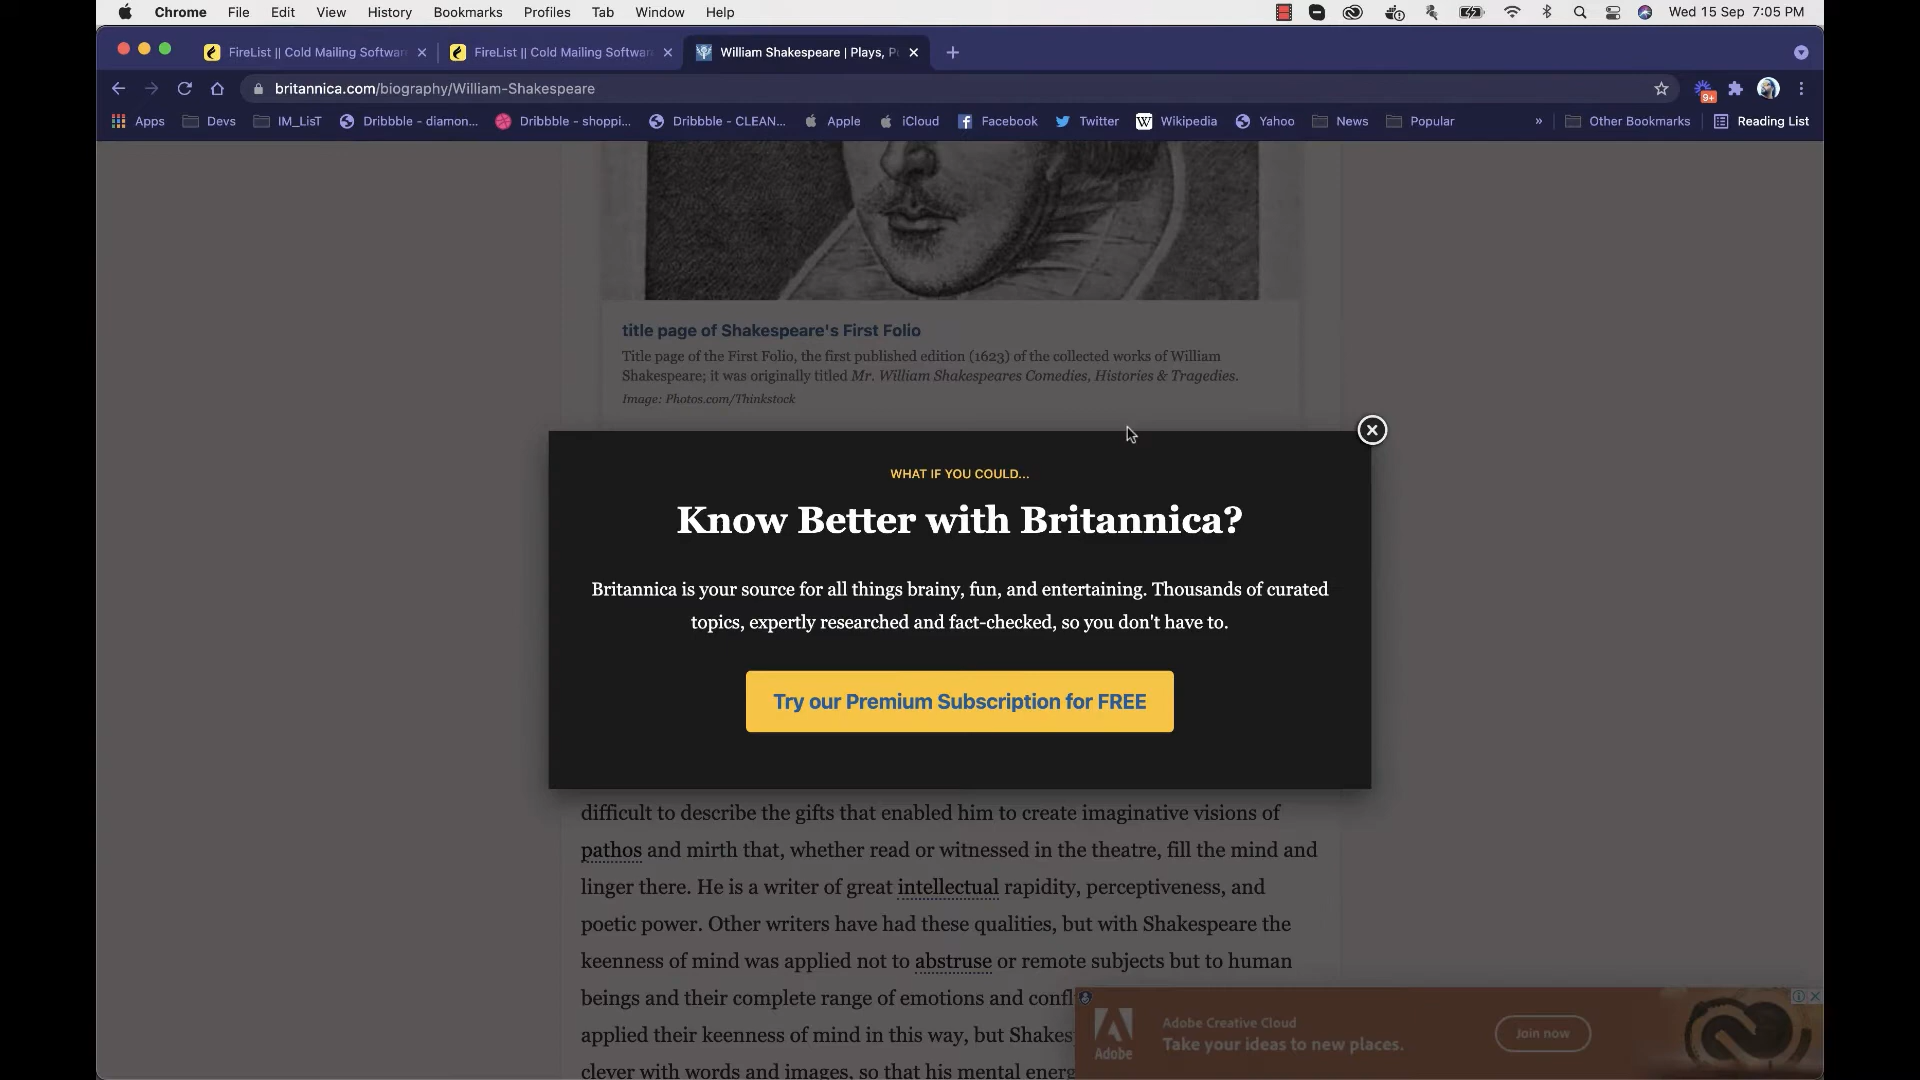 Chrome File Edit View History Bookmarks Profiles Tab Window Help Wed 15 Sep 7:05 PM
FireList || Cold Mailing Softwar FireList || Cold Mailing Softwar William Shakespeare | Plays, P
britannica.com/biography/William-Shakespeare 9+
Apps Devs IM_LisT Dribbble - diamon... Dribbble - shoppi... Dribbble - CLEAN... Apple iCloud Facebook Twitter Wikipedia Yahoo News Popular » Other Bookmarks Reading List
title page of Shakespeare's First Folio
Title page of the First Folio, the first published edition (1623) of the collected works of William
Shakespeare; it was originally titled Mr. William Shakespeares Comedies, Histories & Tragedies.
Image: Photos.com/Thinkstock
WHAT IF YOU COULD...
Know Better with Britannica?
Britannica is your source for all things brainy, fun, and entertaining. Thousands of curated
topics, expertly researched and fact-checked, so you don't have to.
Try our Premium Subscription for FREE
difficult to describe the gifts that enabled him to create imaginative visions of
pathos and mirth that, whether read or witnessed in the theatre, fill the mind and
linger there. He is a writer of great intellectual rapidity, perceptiveness, and
poetic power. Other writers have had these qualities, but with Shakespeare the
keenness of mind was applied not to abstruse or remote subjects but to human
beings and their complete range of emotions and confl
applied their keenness of mind in this way, but Shakes
clever with words and images, so that his mental energ
Adobe
Adobe Creative Cloud
Take your ideas to new places.
Join now